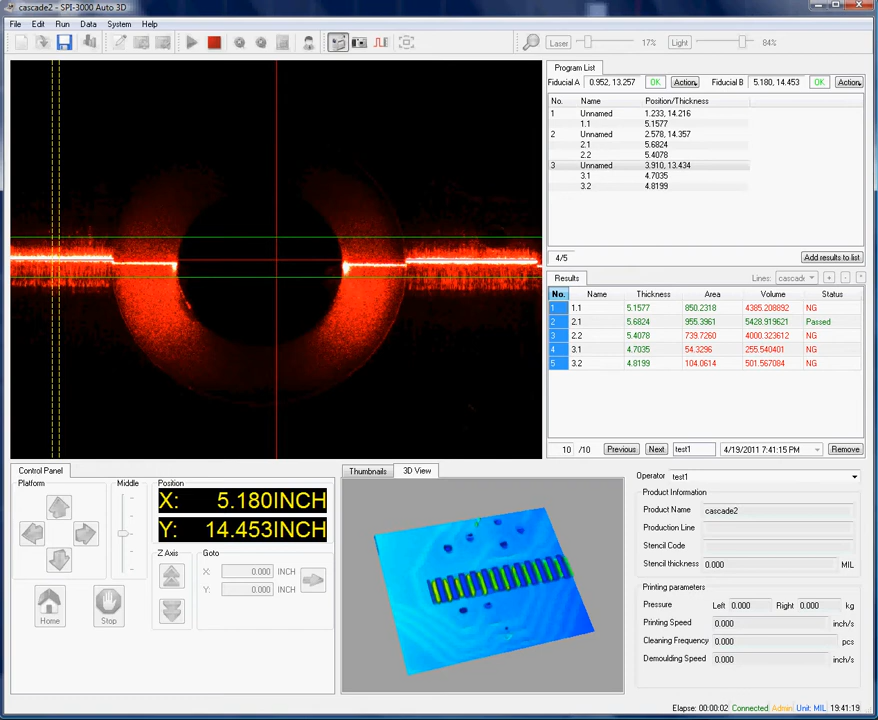 cascade2 - SPI-3000 Auto 3D
File Edit Run Data System Help
Laser 17% Light 84%
Program List
Fiducial A 0.952, 13.257 OK Action Fiducial B 5.180, 14.453 OK Action
No. Name Position/Thickness
1 Unnamed 1.233, 14.216
1.1 5.1577
2 Unnamed 2.578, 14.357
2.1 5.6824
2.2 5.4078
3 Unnamed 3.910, 13.434
3.1 4.7035
3.2 4.8199
4/5 Add results to list
Results Lines: cascad
No. Name Thickness Area Volume Status
1 1.1 5.1577 850.2318 4385.208892 NG
2 2.1 5.6824 955.3961 5428.919621 Passed
3 2.2 5.4078 739.7260 4000.323612 NG
4 3.1 4.7035 54.3296 255.540401 NG
5 3.2 4.8199 104.0614 501.567084 NG
10 /10 Previous Next test1 4/19/2011 7:41:15 PM Remove
Control Panel
Platform Middle Position
X: 5.180INCH
Y: 14.453INCH
Z Axis Goto
X: 0.000 INCH
Y: 0.000 INCH
Home Stop
Thumbnails 3D View
Operator test1
Product Information
Product Name cascade2
Production Line
Stencil Code
Stencil thickness 0.000 MIL
Printing parameters
Pressure Left 0.000 Right 0.000 kg
Printing Speed 0.000 inch/s
Cleaning Frequency 0.000 pcs
Demoulding Speed 0.000 inch/s
Elapse: 00:00:02 Connected Admin Unit: MIL 19:41:19